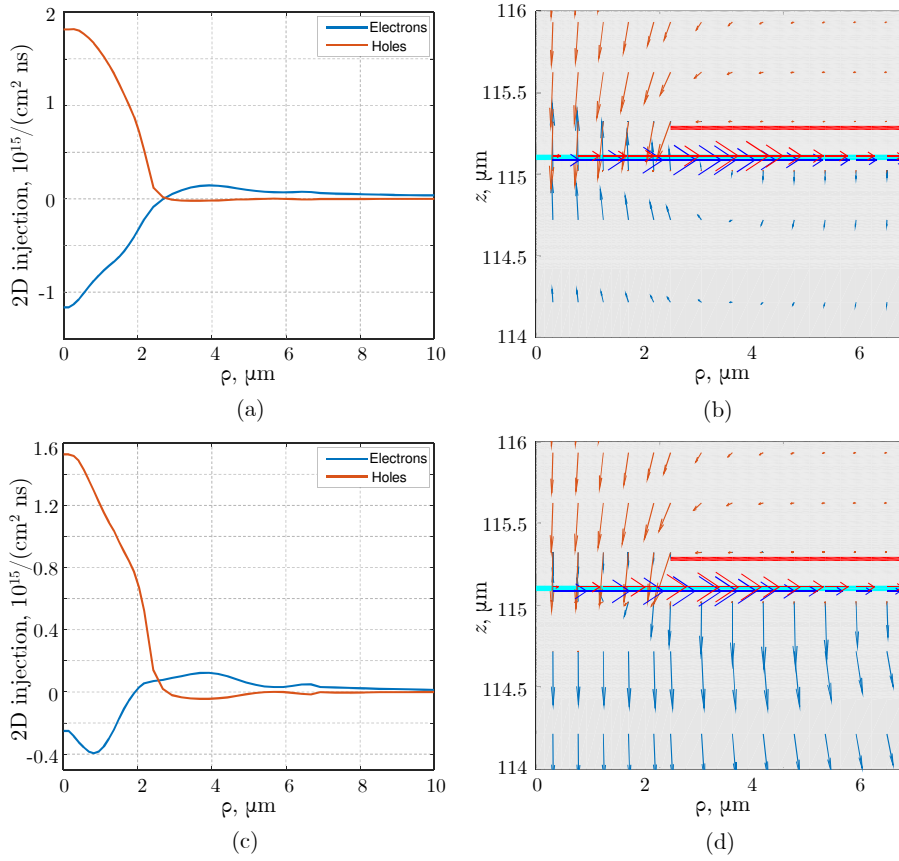 2
1
0
-1
0
2
4
6
8
10
2D injection, 10¹⁵/(cm² ns)
ρ, μm
Electrons
Holes
(a)
116
115.5
115
114.5
114
0
2
4
6
z, μm
ρ, μm
(b)
1.6
1.2
0.8
0.4
0
-0.4
0
2
4
6
8
10
2D injection, 10¹⁵/(cm² ns)
ρ, μm
Electrons
Holes
(c)
116
115.5
115
114.5
114
0
2
4
6
z, μm
ρ, μm
(d)